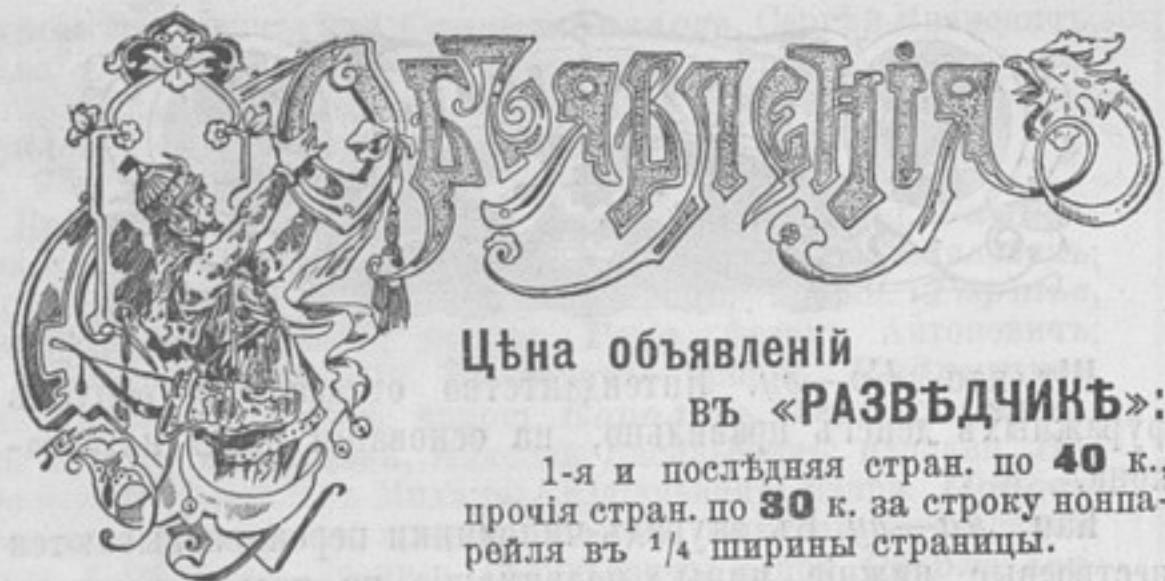 Объявленія
Цѣна объявленій
въ «РАЗВѢДЧИКѢ»:
1-я и послѣдняя стран. по 40 к.,
прочія стран. по 30 к. за строку нонпа-
рейля въ 1/4 ширины страницы.